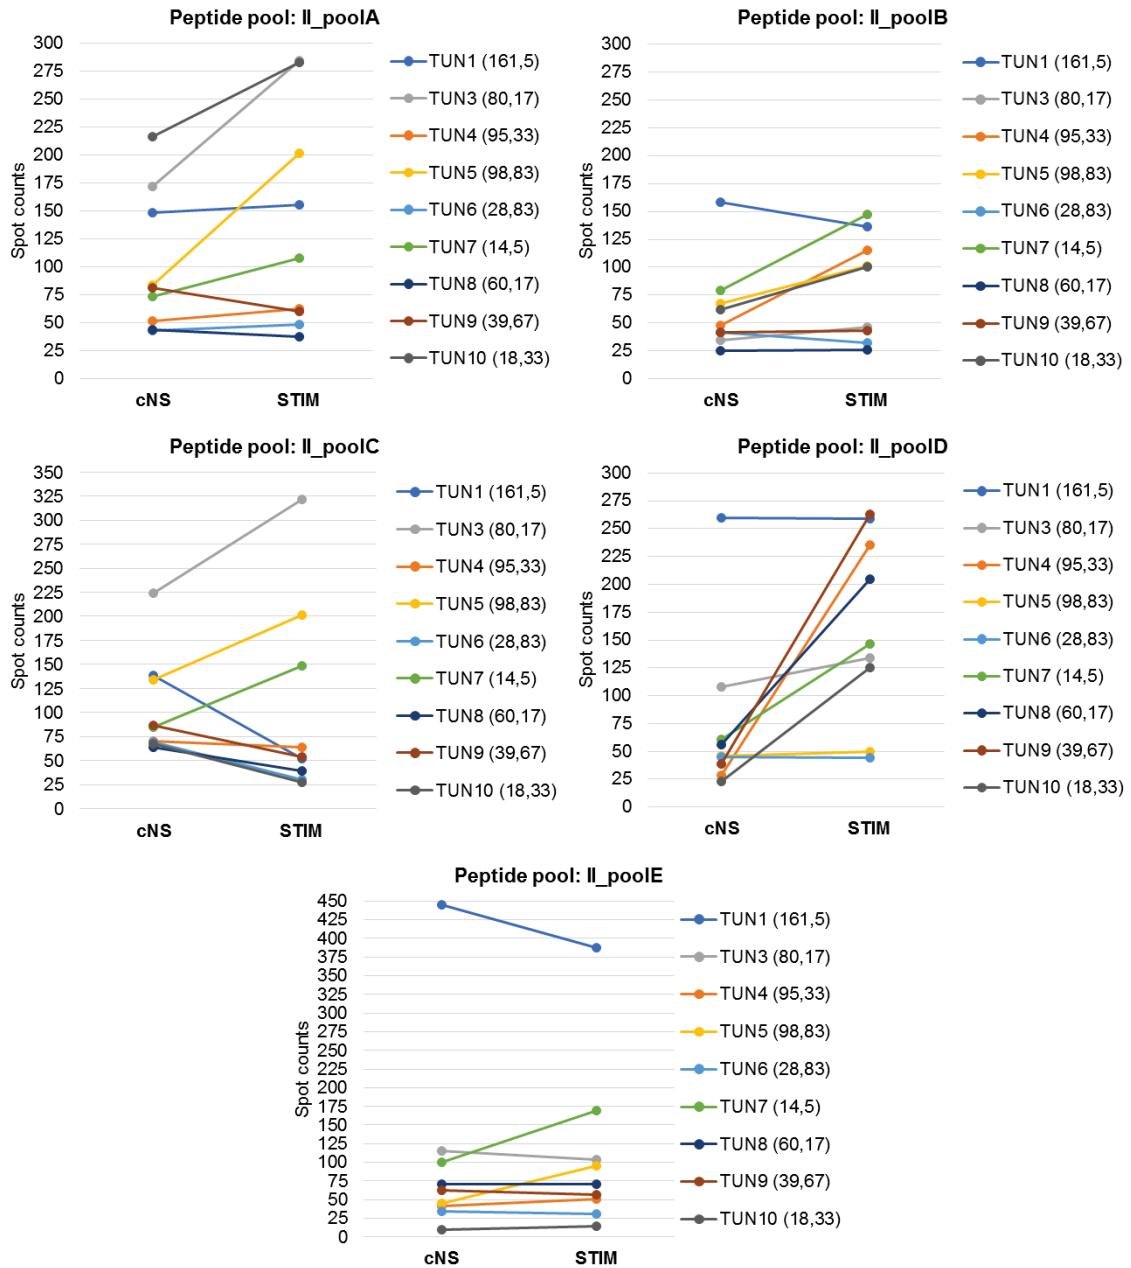 Peptide pool: II_poolA
300
275
250
225
200
175
150
125
100
75
50
25
0
Spot counts
cNS STIM
TUN1 (161,5)
TUN3 (80,17)
TUN4 (95,33)
TUN5 (98,83)
TUN6 (28,83)
TUN7 (14,5)
TUN8 (60,17)
TUN9 (39,67)
TUN10 (18,33)
Peptide pool: II_poolB
300
275
250
225
200
175
150
125
100
75
50
25
0
Spot counts
cNS STIM
TUN1 (161,5)
TUN3 (80,17)
TUN4 (95,33)
TUN5 (98,83)
TUN6 (28,83)
TUN7 (14,5)
TUN8 (60,17)
TUN9 (39,67)
TUN10 (18,33)
Peptide pool: II_poolC
350
325
300
275
250
225
200
175
150
125
100
75
50
25
0
Spot counts
cNS STIM
TUN1 (161,5)
TUN3 (80,17)
TUN4 (95,33)
TUN5 (98,83)
TUN6 (28,83)
TUN7 (14,5)
TUN8 (60,17)
TUN9 (39,67)
TUN10 (18,33)
Peptide pool: II_poolD
300
275
250
225
200
175
150
125
100
75
50
25
0
Spot counts
cNS STIM
TUN1 (161,5)
TUN3 (80,17)
TUN4 (95,33)
TUN5 (98,83)
TUN6 (28,83)
TUN7 (14,5)
TUN8 (60,17)
TUN9 (39,67)
TUN10 (18,33)
Peptide pool: II_poolE
450
425
400
375
350
325
300
275
250
225
200
175
150
125
100
75
50
25
0
Spot counts
cNS STIM
TUN1 (161,5)
TUN3 (80,17)
TUN4 (95,33)
TUN5 (98,83)
TUN6 (28,83)
TUN7 (14,5)
TUN8 (60,17)
TUN9 (39,67)
TUN10 (18,33)